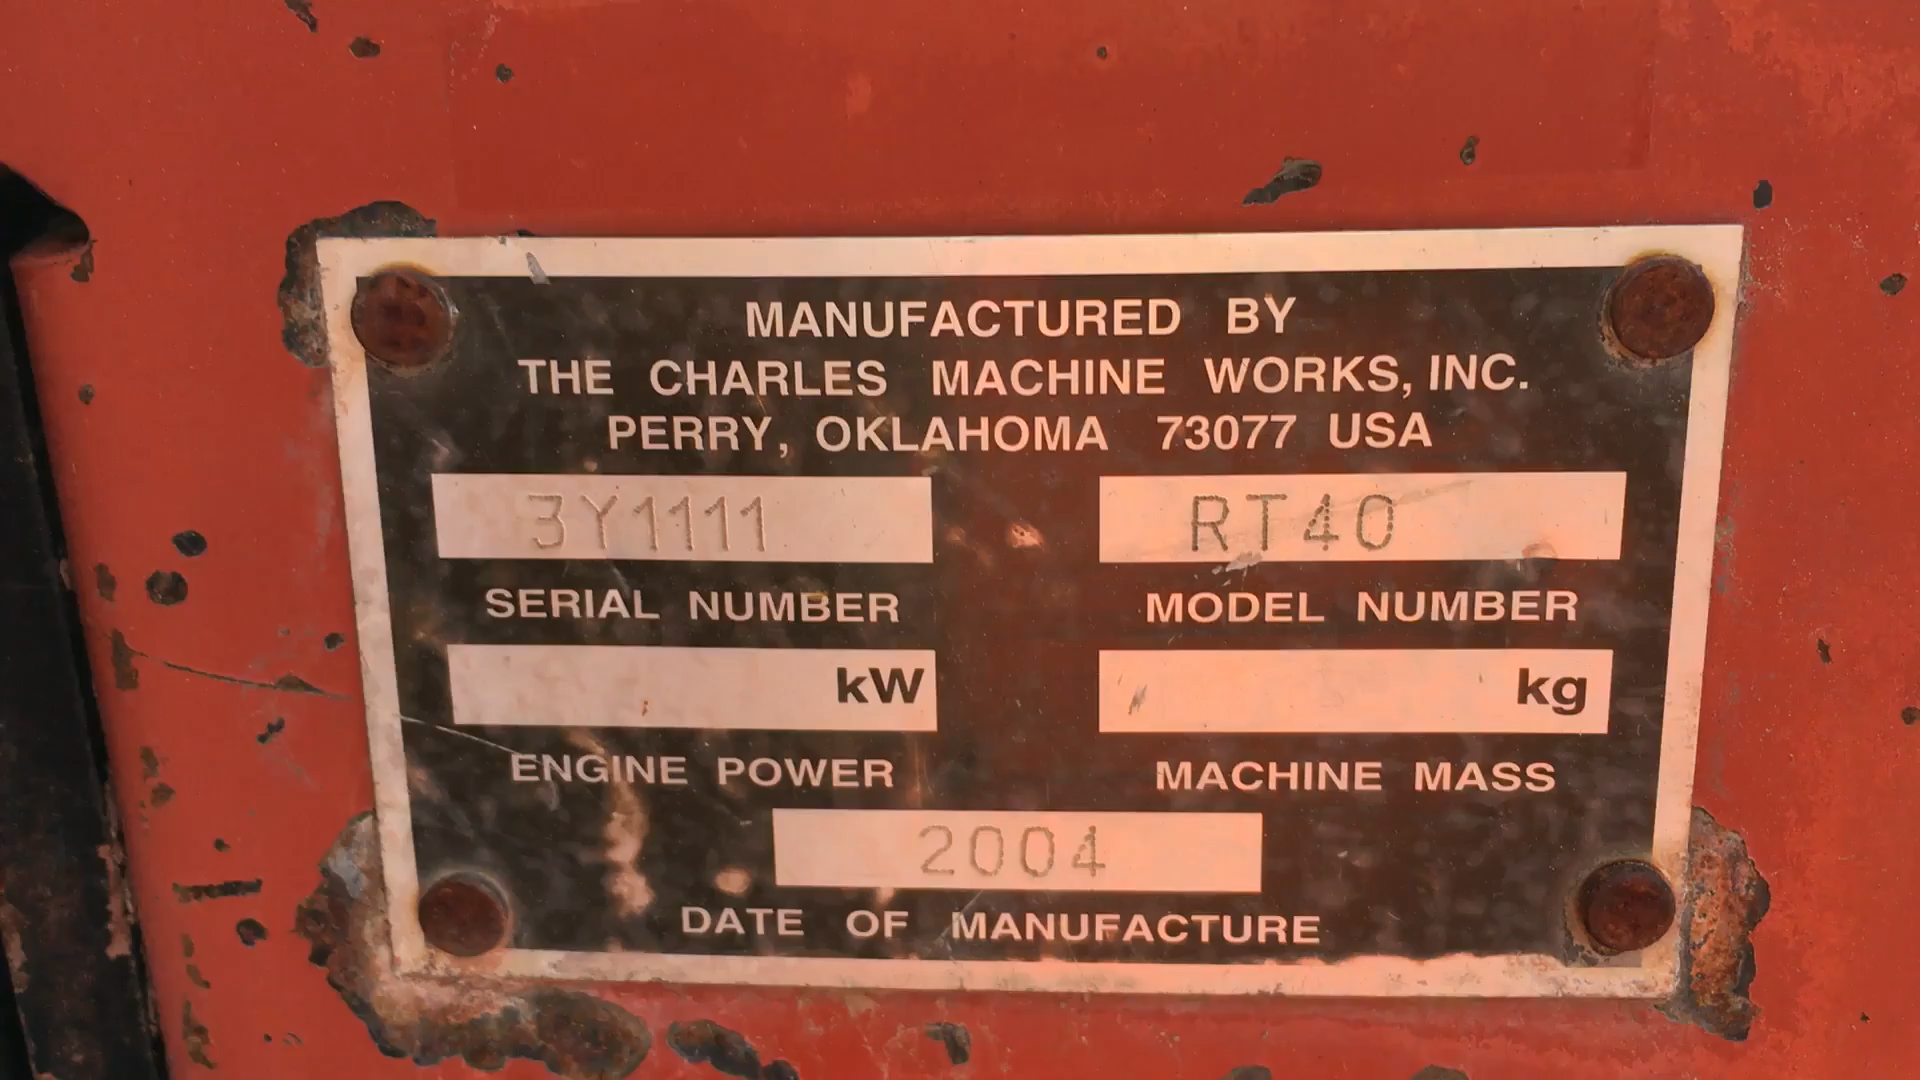 MANUFACTURED BY
THE CHARLES MACHINE WORKS, INC.
PERRY, OKLAHOMA 73077 USA
3Y1111 RT40
SERIAL NUMBER MODEL NUMBER
kW kg
ENGINE POWER MACHINE MASS
2004
DATE OF MANUFACTURE